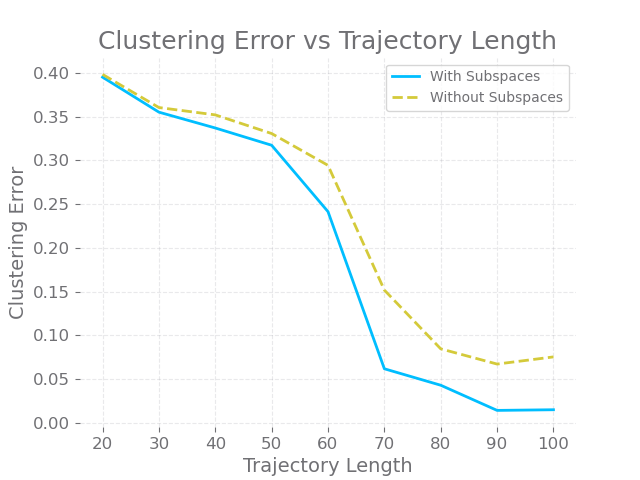 Clustering Error vs Trajectory Length
With Subspaces
Without Subspaces
Clustering Error
0.40
0.35
0.30
0.25
0.20
0.15
0.10
0.05
0.00
20 30 40 50 60 70 80 90 100
Trajectory Length